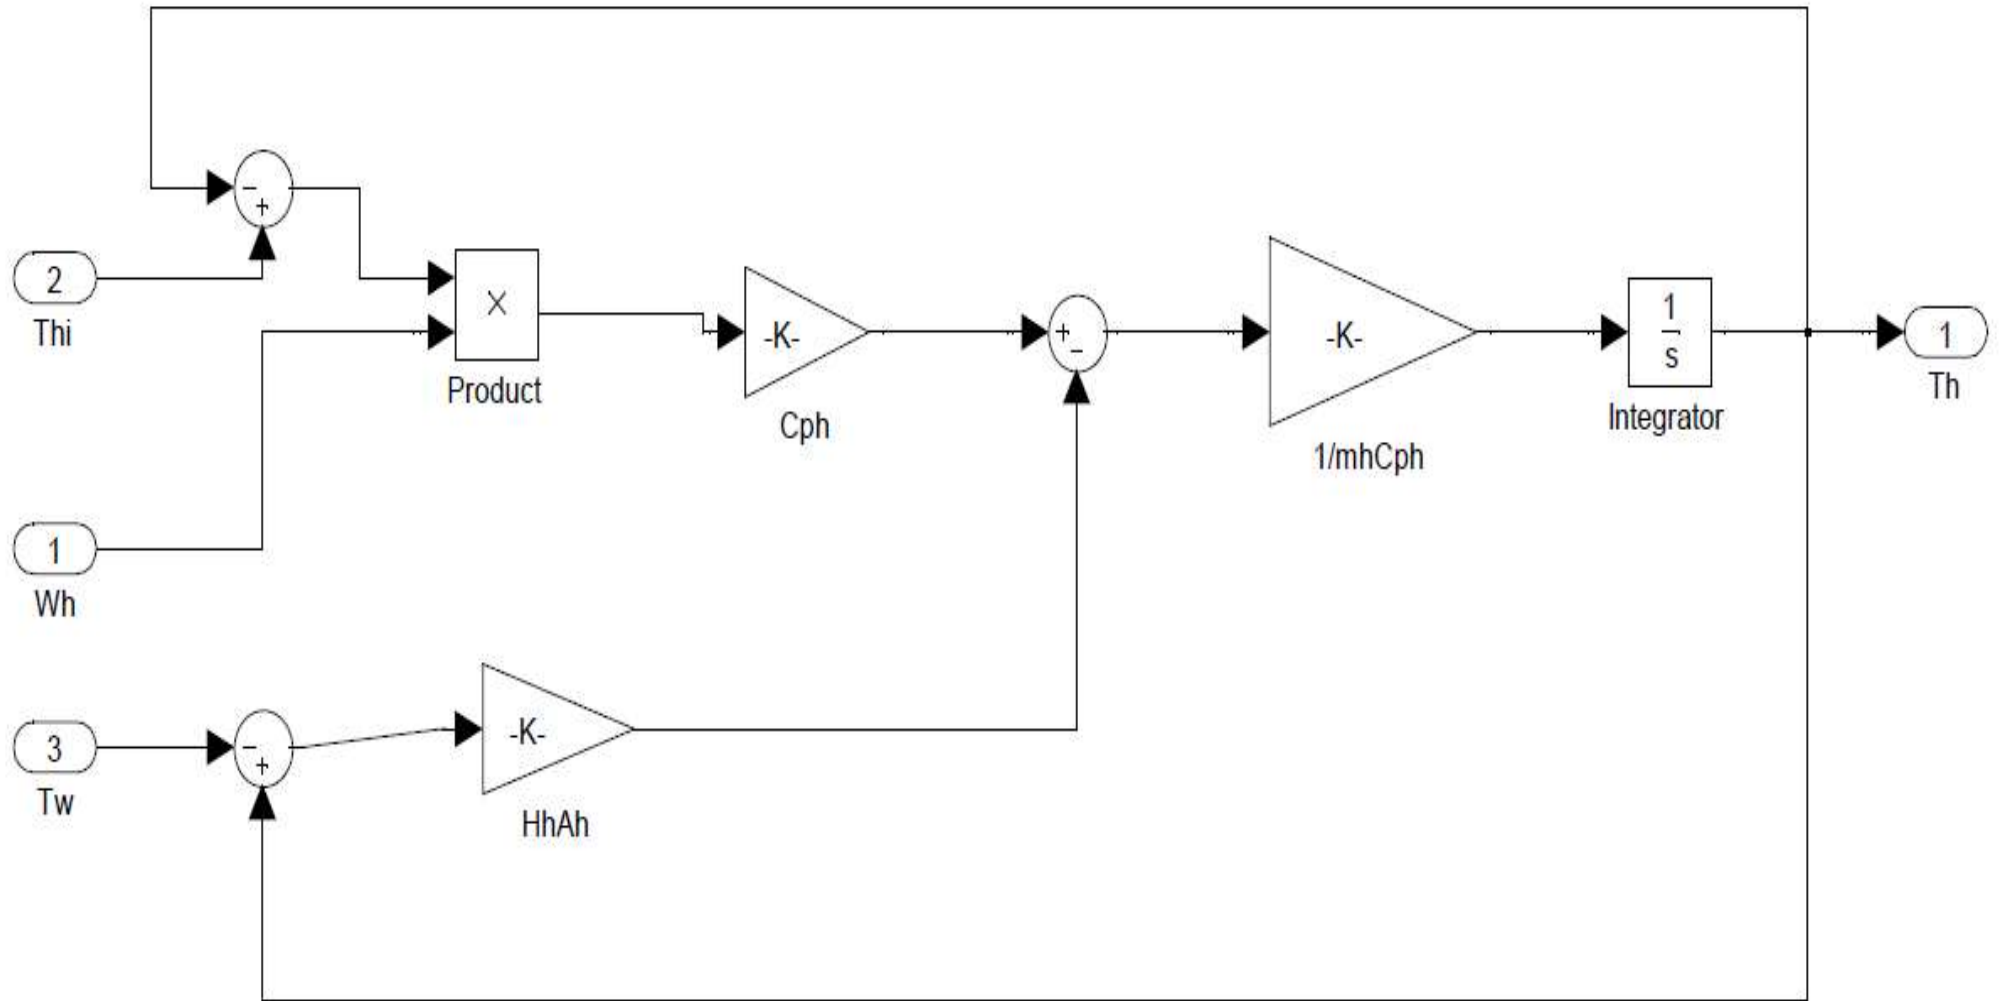 -
+
2
Thi
X
Product
-K-
Cph
+
-
-K-
1/mhCph
1
s
Integrator
1
Th
1
Wh
3
Tw
-
+
-K-
HhAh